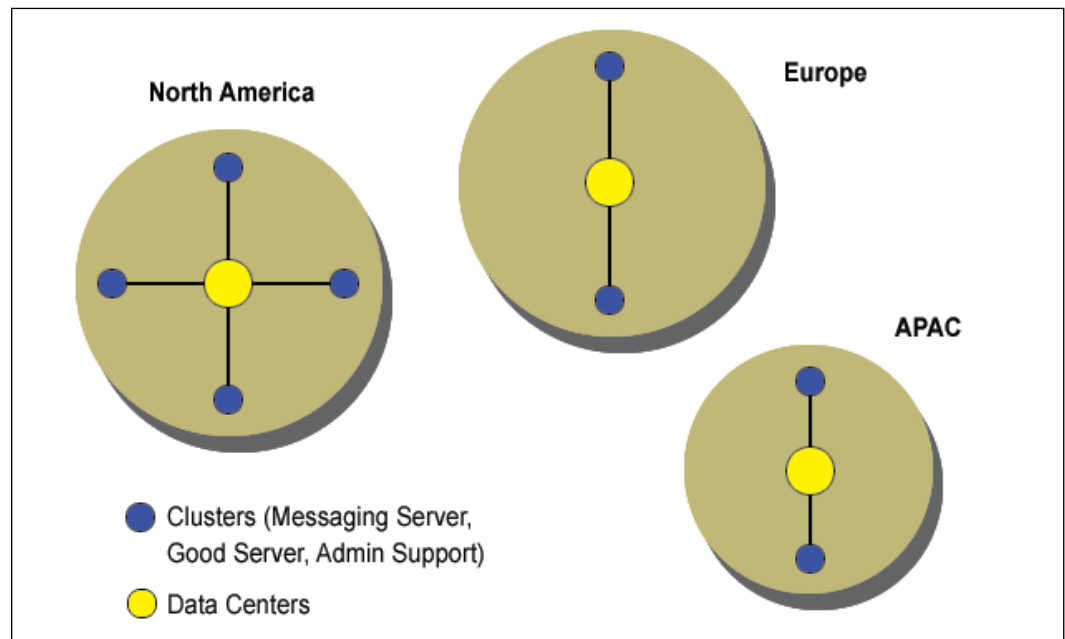 North America
Europe
APAC
Clusters (Messaging Server,
Good Server, Admin Support)
Data Centers